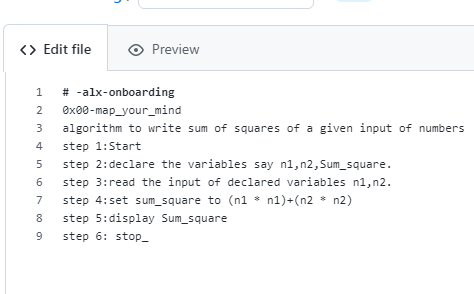 Edit file
Preview
1 # -alx-onboarding
2 0x00-map_your_mind
3 algorithm to write sum of squares of a given input of numbers
4 step 1:Start
5 step 2:declare the variables say n1,n2,Sum_square.
6 step 3:read the input of declared variables n1,n2.
7 step 4:set sum_square to (n1 * n1)+(n2 * n2)
8 step 5:display Sum_square
9 step 6: stop_